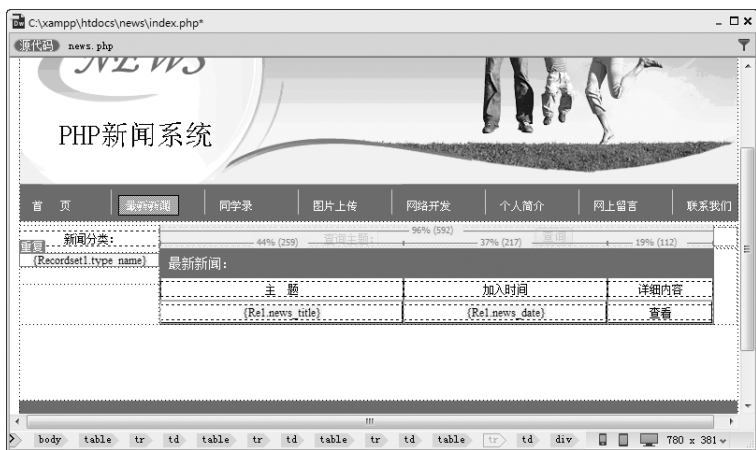 C:\xampp\htdocs\news\index.php*
源代码 news.php
NEWS
PHP新闻系统
首 页 最新新闻 同学录 图片上传 网络开发 个人简介 网上留言 联系我们
96% (592)
新闻分类: 44% (259) 查询主题: 37% (217) 查询 19% (112)
重复
{Recordset1.type_name} 最新新闻:
主 题 加入时间 详细内容
{Re1.news_title} {Re1.news_date} 查看
body table tr td table tr td table tr td table tr td div 780 x 381